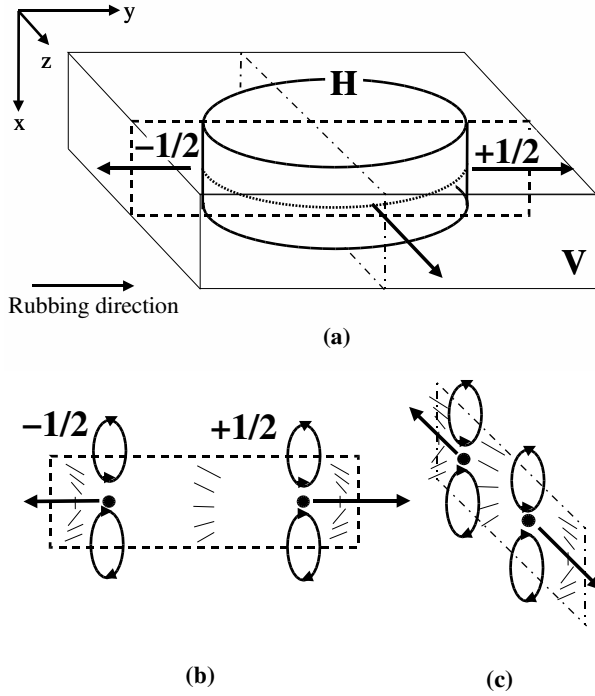 y
z
x
H
−1/2
+1/2
V
Rubbing direction
(a)
−1/2
+1/2
(b)
(c)